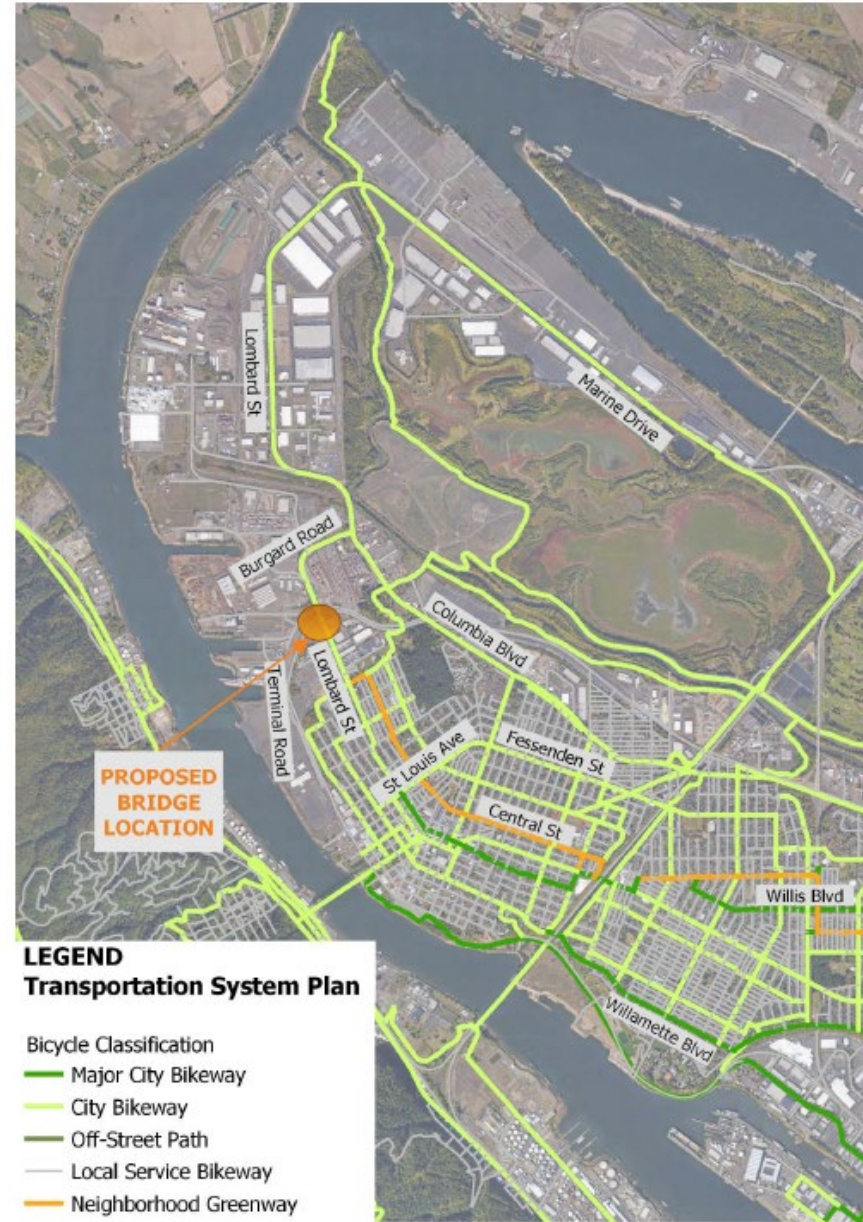 Lombard St
Marine Drive
Burgard Road
Columbia Blvd
Lombard St
Terminal Road
Fessenden St
St Louis Ave
PROPOSED
BRIDGE
LOCATION
Central St
Willis Blvd
Willamette Blvd
LEGEND
Transportation System Plan
Bicycle Classification
Major City Bikeway
City Bikeway
Off-Street Path
Local Service Bikeway
Neighborhood Greenway